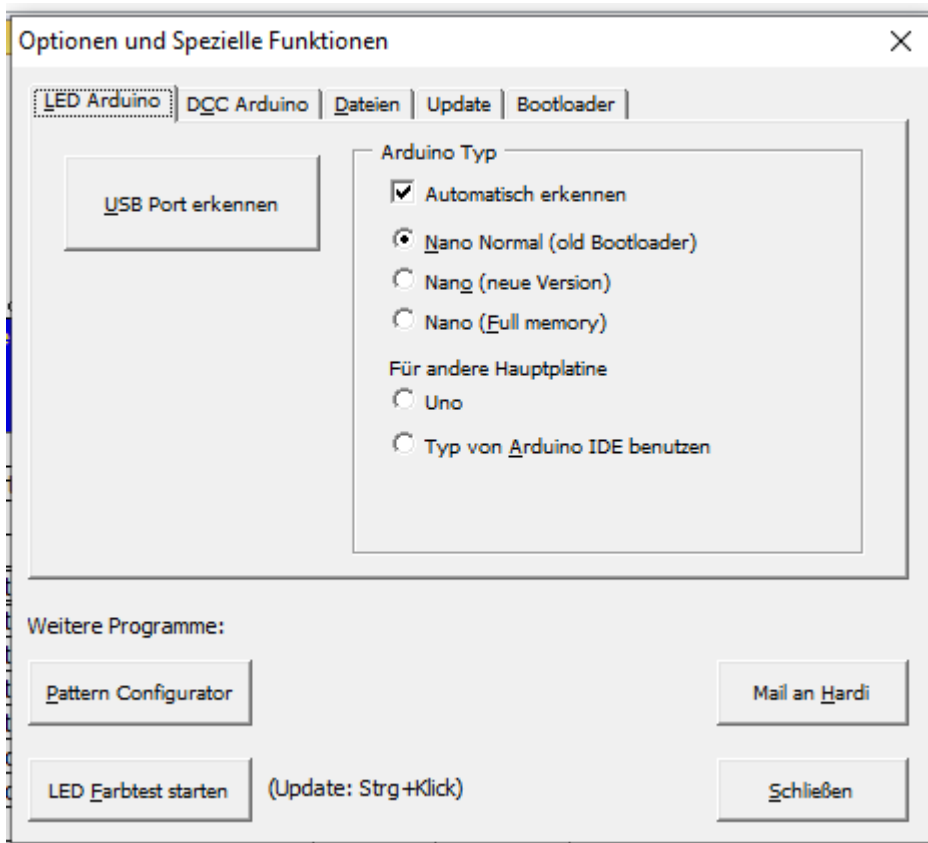 Optionen und Spezielle Funktionen
LED Arduino
DCC Arduino
Dateien
Update
Bootloader
USB Port erkennen
Arduino Typ
Automatisch erkennen
Nano Normal (old Bootloader)
Nano (neue Version)
Nano (Full memory)
Für andere Hauptplatine
Uno
Typ von Arduino IDE benutzen
Weitere Programme:
Pattern Configurator
Mail an Hardi
LED Farbtest starten
(Update: Strg+Klick)
Schließen